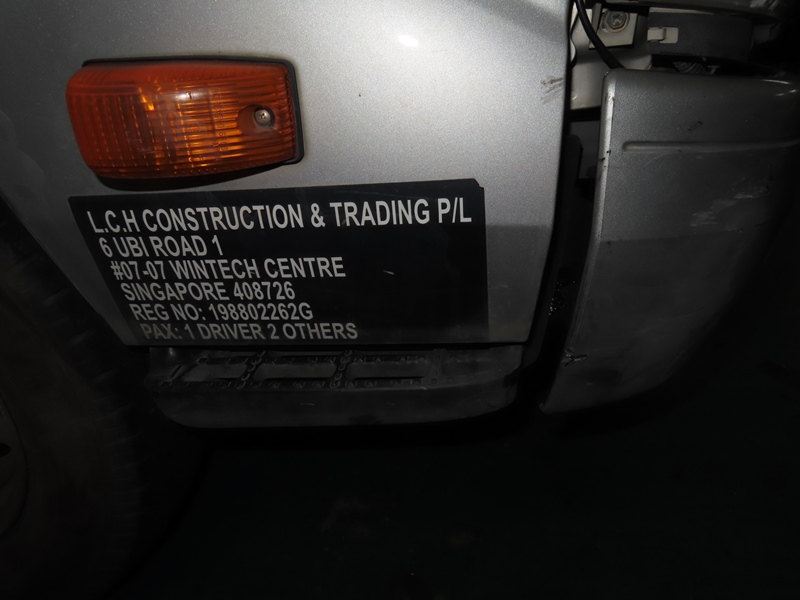 L.C.H CONSTRUCTION & TRADING P/L
6 UBI ROAD 1
#07-07 WINTECH CENTRE
SINGAPORE 408726
REG NO: 198802262G
PAX: 1 DRIVER 2 OTHERS